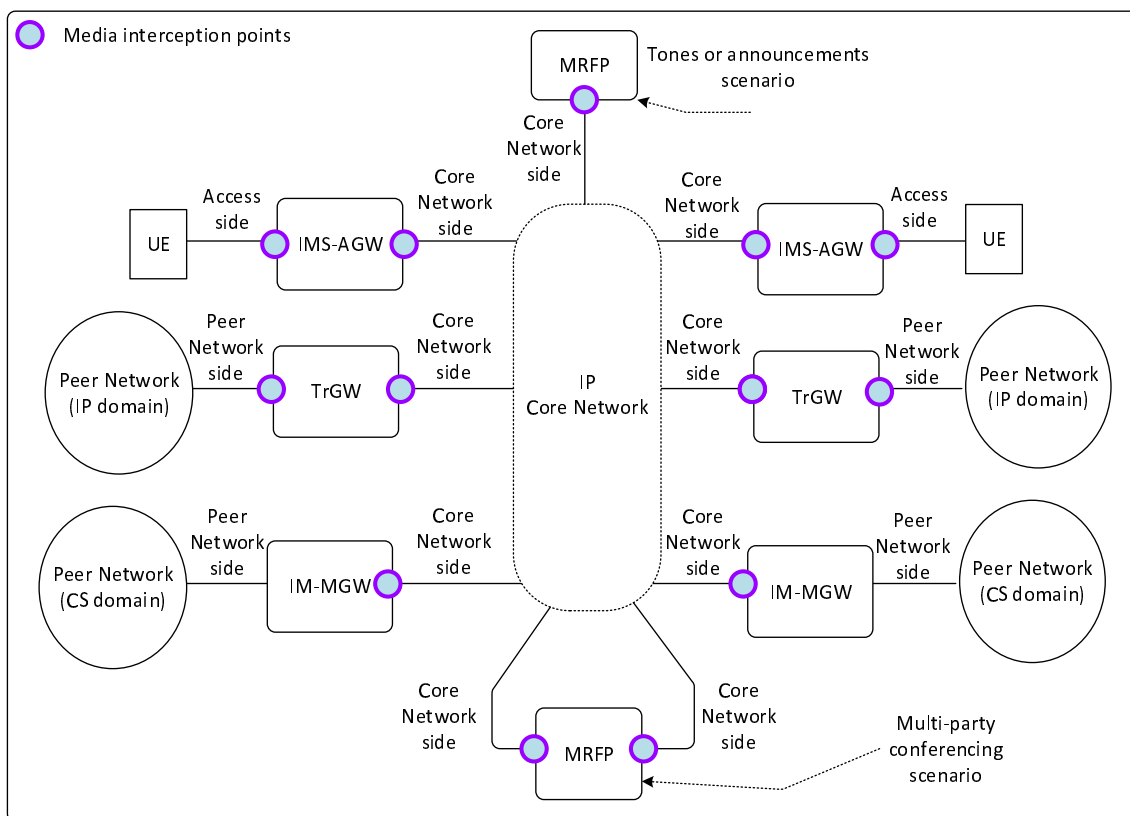 Media interception points
MRFP
Tones or announcements
scenario
Core
Network
side
Access
side
Core
Network
side
Core
Network
side
Access
side
UE
IMS-AGW
IMS-AGW
UE
Peer
Network
side
Core
Network
side
Core
Network
side
Peer
Network
side
Peer Network
(IP domain)
TrGW
IP
Core Network
TrGW
Peer Network
(IP domain)
Peer
Network
side
Core
Network
side
Core
Network
side
Peer
Network
side
Peer Network
(CS domain)
IM-MGW
IM-MGW
Peer Network
(CS domain)
Core
Network
side
Core
Network
side
MRFP
Multi-party
conferencing
scenario